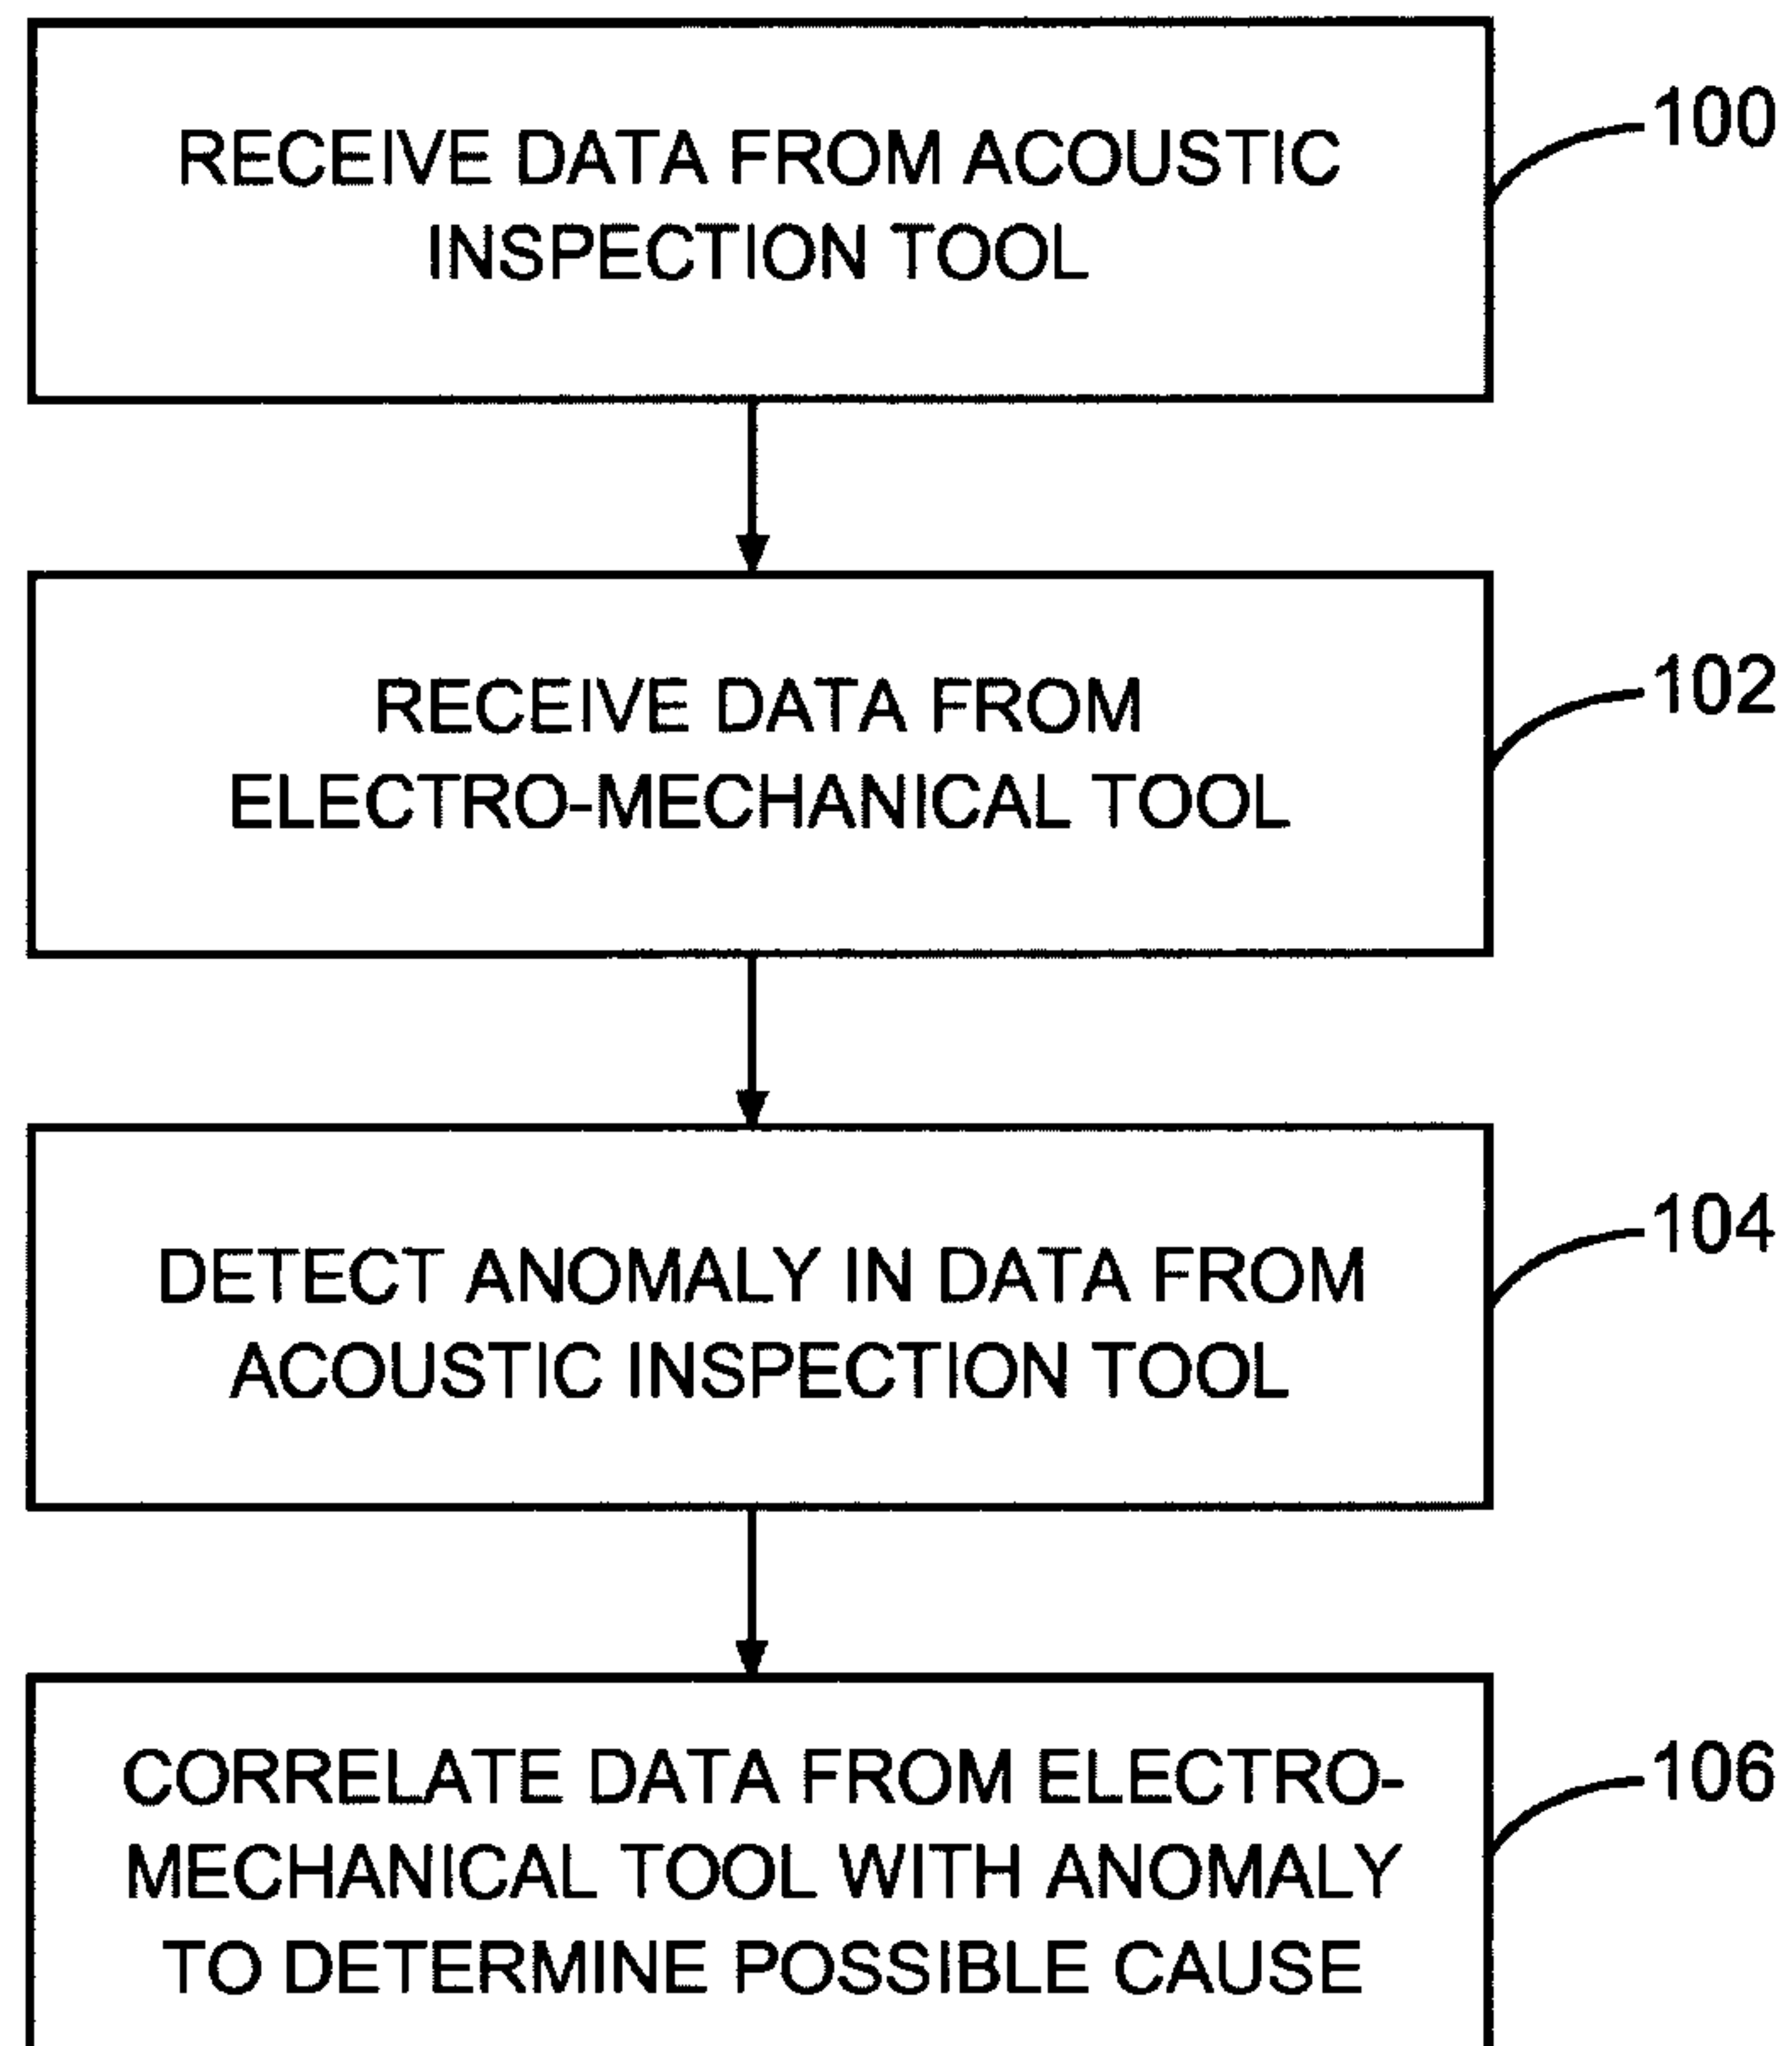 RECEIVE DATA FROM ACOUSTIC
INSPECTION TOOL
100
RECEIVE DATA FROM
ELECTRO-MECHANICAL TOOL
102
DETECT ANOMALY IN DATA FROM
ACOUSTIC INSPECTION TOOL
104
CORRELATE DATA FROM ELECTRO-
MECHANICAL TOOL WITH ANOMALY
TO DETERMINE POSSIBLE CAUSE
106